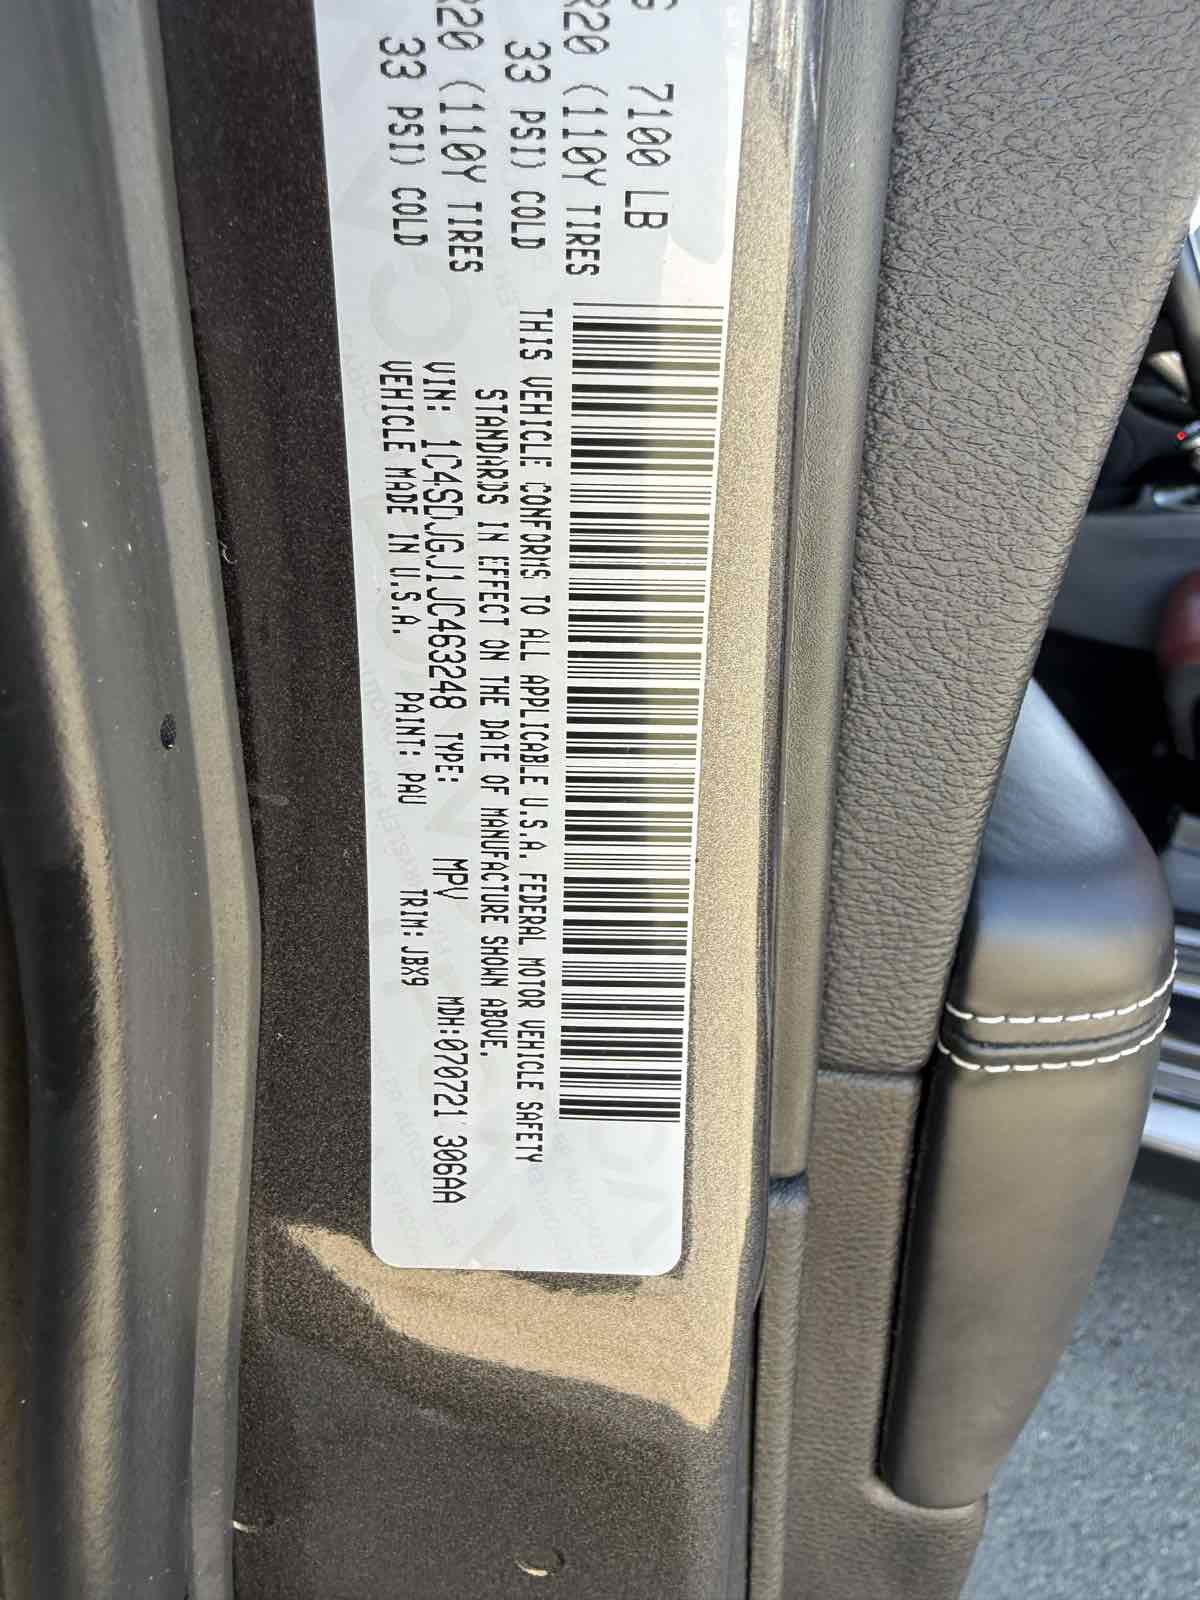 7100 LB
R20 (110Y TIRES
33 PSI) COLD
R20 (110Y TIRES
33 PSI) COLD
THIS VEHICLE CONFORMS TO ALL APPLICABLE U.S.A. FEDERAL MOTOR VEHICLE SAFETY
STANDARDS IN EFFECT ON THE DATE OF MANUFACTURE SHOWN ABOVE.
VIN: 1C4SDJGJ1JC463248 TYPE: MPV MDH:070721 306AA
VEHICLE MADE IN U.S.A. PAINT: PAU TRIM: JBX9